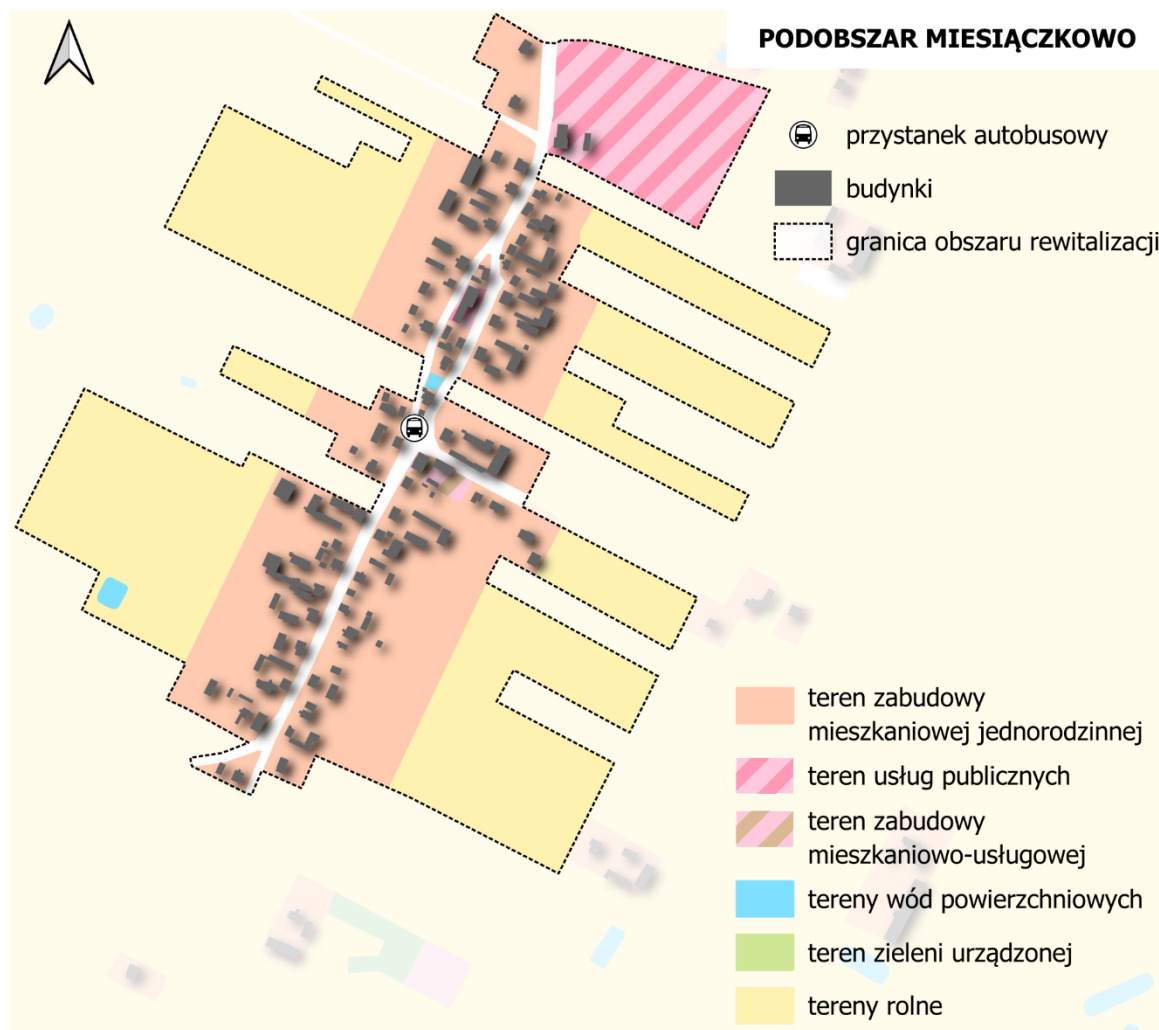 PODOBSZAR MIESIĄCZKOWO
przystanek autobusowy
budynki
granica obszaru rewitalizacji
teren zabudowy
mieszkaniowej jednorodzinnej
teren usług publicznych
teren zabudowy
mieszkaniowo-usługowej
tereny wód powierzchniowych
teren zieleni urządzonej
tereny rolne